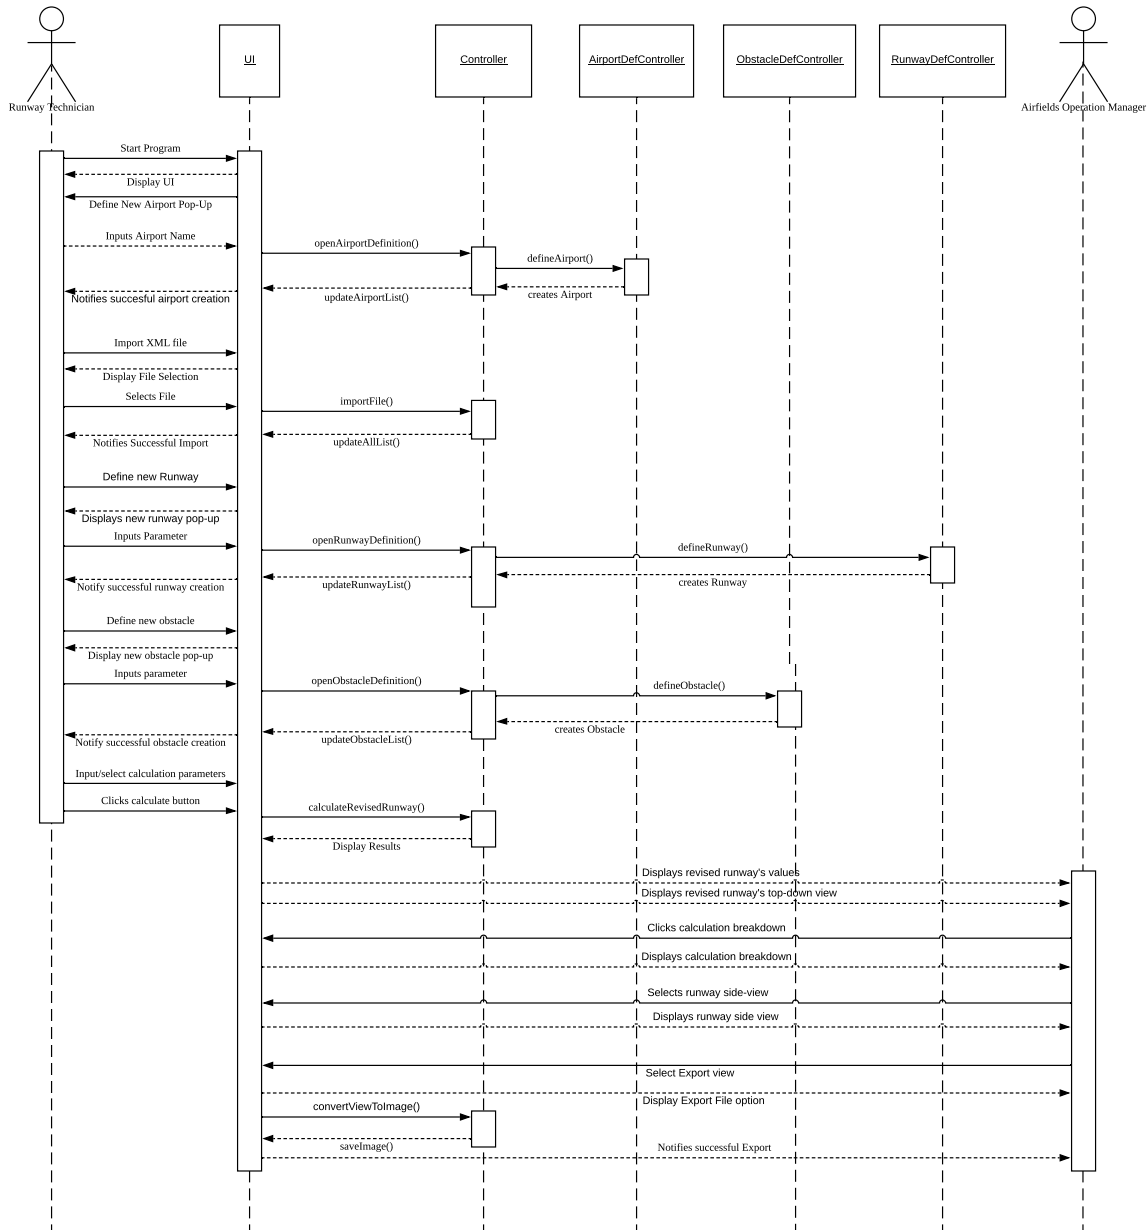 UI
Controller
AirportDefController
ObstacleDefController
RunwayDefController
Runway Technician
Airfields Operation Manager
Start Program
Display UI
Define New Airport Pop-Up
Inputs Airport Name
openAirportDefinition()
defineAirport()
creates Airport
updateAirportList()
Notifies succesful airport creation
Import XML file
Display File Selection
Selects File
importFile()
updateAllList()
Notifies Successful Import
Define new Runway
Displays new runway pop-up
Inputs Parameter
openRunwayDefinition()
defineRunway()
creates Runway
updateRunwayList()
Notify successful runway creation
Define new obstacle
Display new obstacle pop-up
Inputs parameter
openObstacleDefinition()
defineObstacle()
creates Obstacle
updateObstacleList()
Notify successful obstacle creation
Input/select calculation parameters
Clicks calculate button
calculateRevisedRunway()
Display Results
Displays revised runway's values
Displays revised runway's top-down view
Clicks calculation breakdown
Displays calculation breakdown
Selects runway side-view
Displays runway side view
Select Export view
Display Export File option
convertViewToImage()
saveImage()
Notifies successful Export